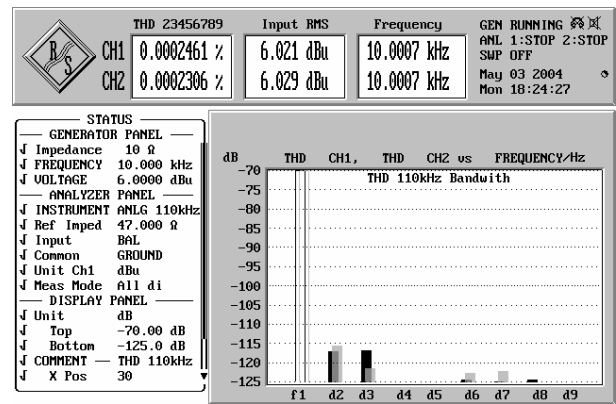 THD 23456789 Input RMS Frequency
R S
CH1 0.0002461 % 6.021 dBu 10.0007 kHz
CH2 0.0002306 % 6.029 dBu 10.0007 kHz
GEN RUNNING
ANL 1:STOP 2:STOP
SWP OFF
May 03 2004
Mon 18:24:27
STATUS
GENERATOR PANEL
Impedance 10 Ω
FREQUENCY 10.000 kHz
VOLTAGE 6.0000 dBu
ANALYZER PANEL
INSTRUMENT ANLG 110kHz
Ref Imped 47.000 Ω
Input BAL
Common GROUND
Unit Ch1 dBu
Meas Mode All di
DISPLAY PANEL
Unit dB
Top -70.00 dB
Bottom -125.0 dB
COMMENT THD 110kHz
X Pos 30
dB THD CH1, THD CH2 vs FREQUENCY/Hz
THD 110kHz Bandwith
-70
-75
-80
-85
-90
-95
-100
-105
-110
-115
-120
-125
f1 d2 d3 d4 d5 d6 d7 d8 d9